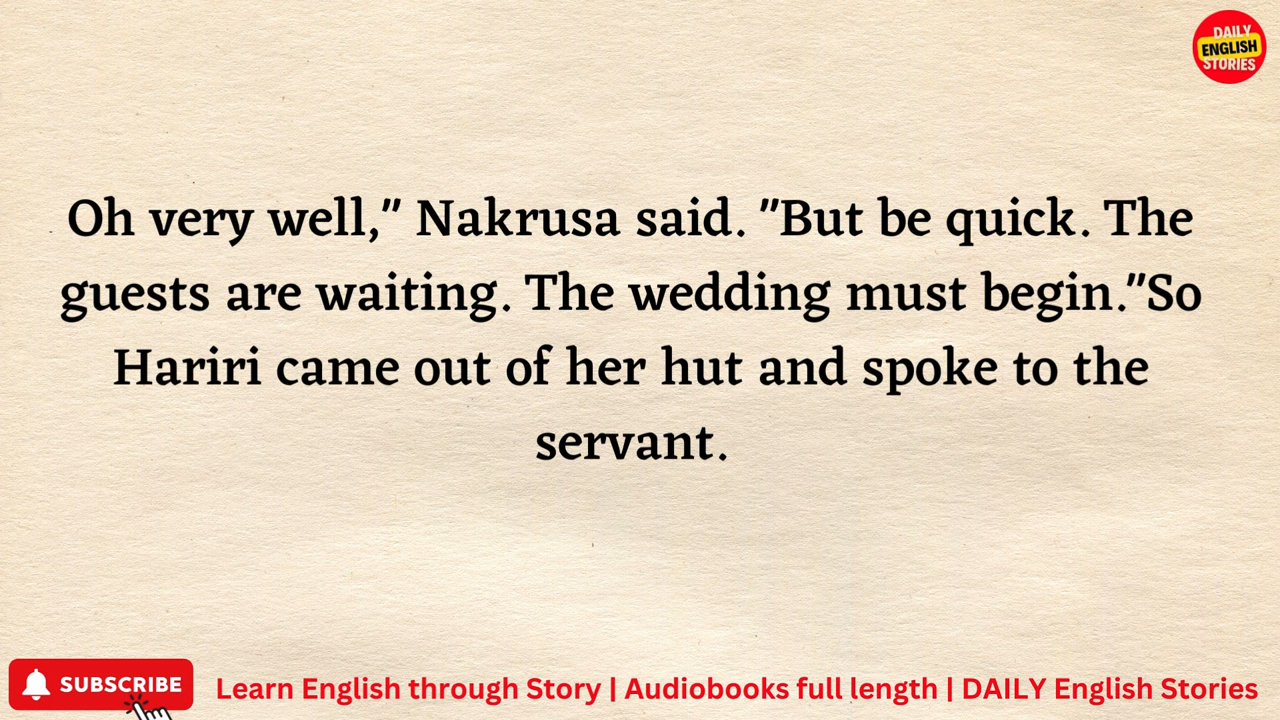 DAILY
ENGLISH
STORIES
Oh very well," Nakrusa said. "But be quick. The
guests are waiting. The wedding must begin."So
Hariri came out of her hut and spoke to the
servant.
SUBSCRIBE
Learn English through Story | Audiobooks full length | DAILY English Stories